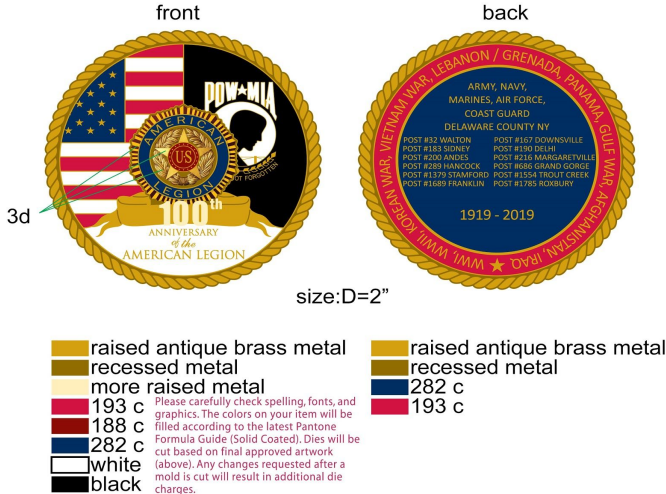 front
back
POW★MIA
AMERICAN
US
LEGION
NOT FORGOTTEN
3d
100th
ANNIVERSARY
of the
AMERICAN LEGION
WWI, WWII, KOREAN WAR, VIETNAM WAR, LEBANON / GRENADA, PANAMA, GULF WAR, AFGHANISTAN, IRAQ,
ARMY, NAVY,
MARINES, AIR FORCE,
COAST GUARD
DELAWARE COUNTY NY
POST #32 WALTON POST #167 DOWNSVILLE
POST #183 SIDNEY POST #190 DELHI
POST #200 ANDES POST #216 MARGARETVILLE
POST #289 HANCOCK POST #686 GRAND GORGE
POST #1379 STAMFORD POST #1554 TROUT CREEK
POST #1689 FRANKLIN POST #1785 ROXBURY
1919 - 2019
size:D=2”
raised antique brass metal
recessed metal
more raised metal
193 c
188 c
282 c
white
black
Please carefully check spelling, fonts, and
graphics. The colors on your item will be
filled according to the latest Pantone
Formula Guide (Solid Coated). Dies will be
cut based on final approved artwork
(above). Any changes requested after a
mold is cut will result in additional die
charges.
raised antique brass metal
recessed metal
282 c
193 c